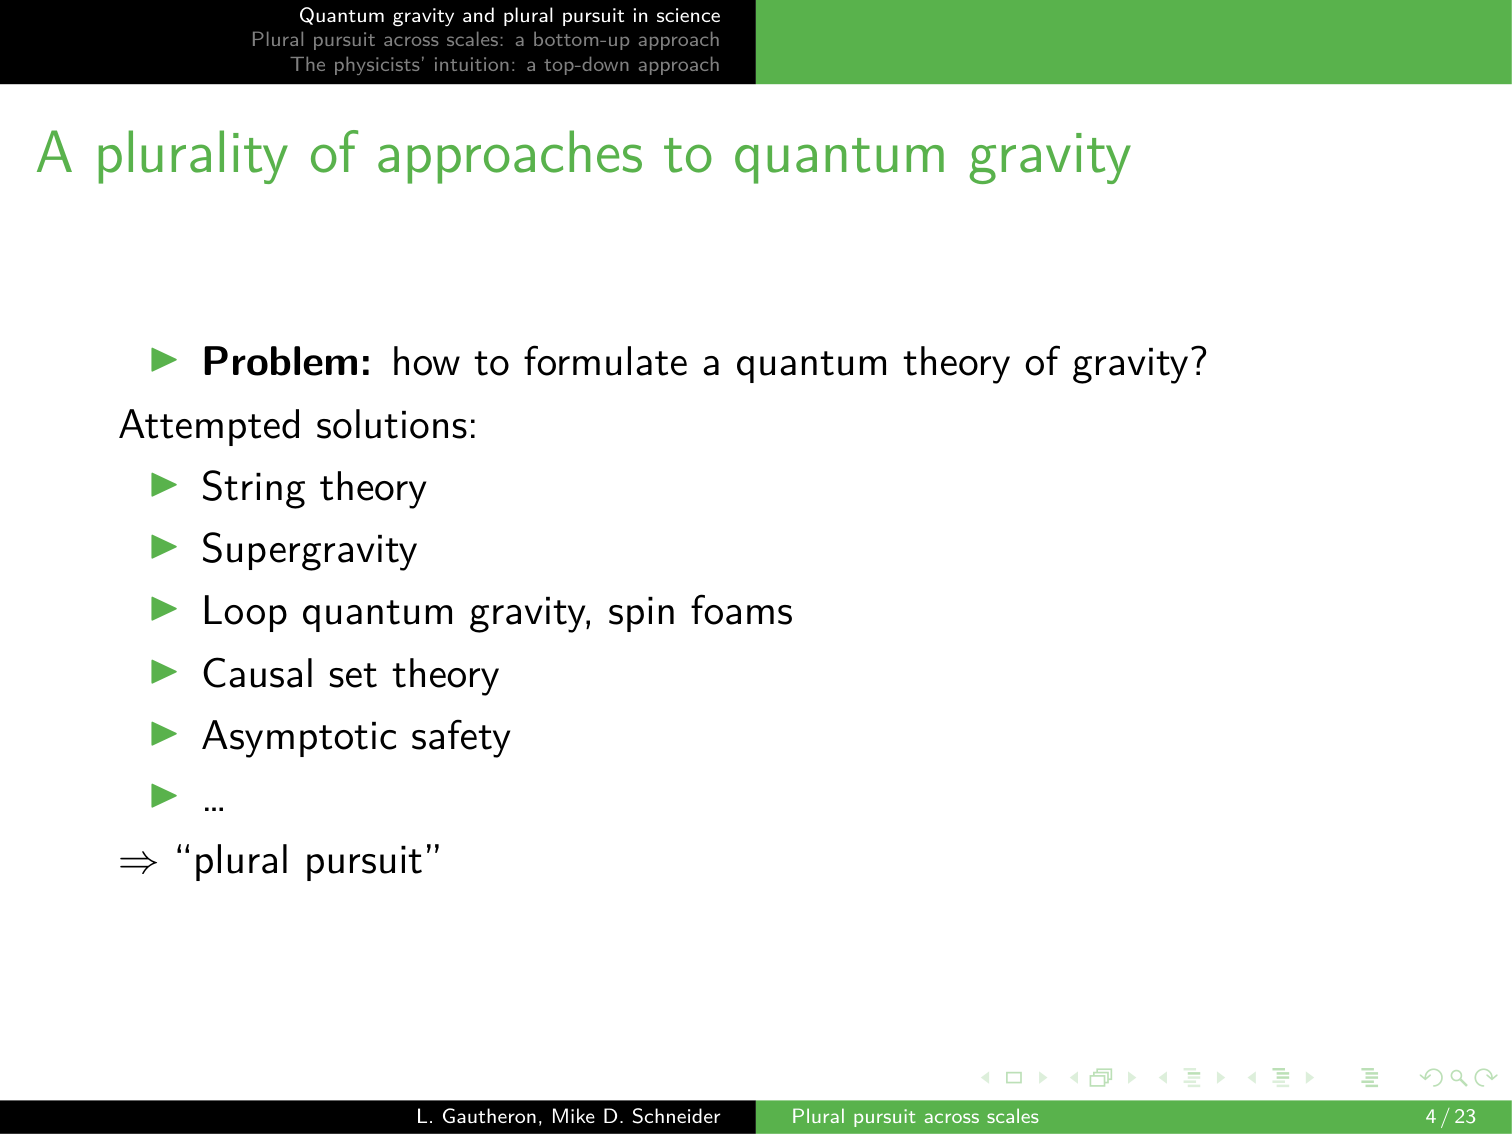 Quantum gravity and plural pursuit in science
Plural pursuit across scales: a bottom-up approach
The physicists’ intuition: a top-down approach
A plurality of approaches to quantum gravity
▶ Problem: how to formulate a quantum theory of gravity?
Attempted solutions:
▶ String theory
▶ Supergravity
▶ Loop quantum gravity, spin foams
▶ Causal set theory
▶ Asymptotic safety
▶ ...
⇒ “plural pursuit”
L. Gautheron, Mike D. Schneider
Plural pursuit across scales
4 / 23